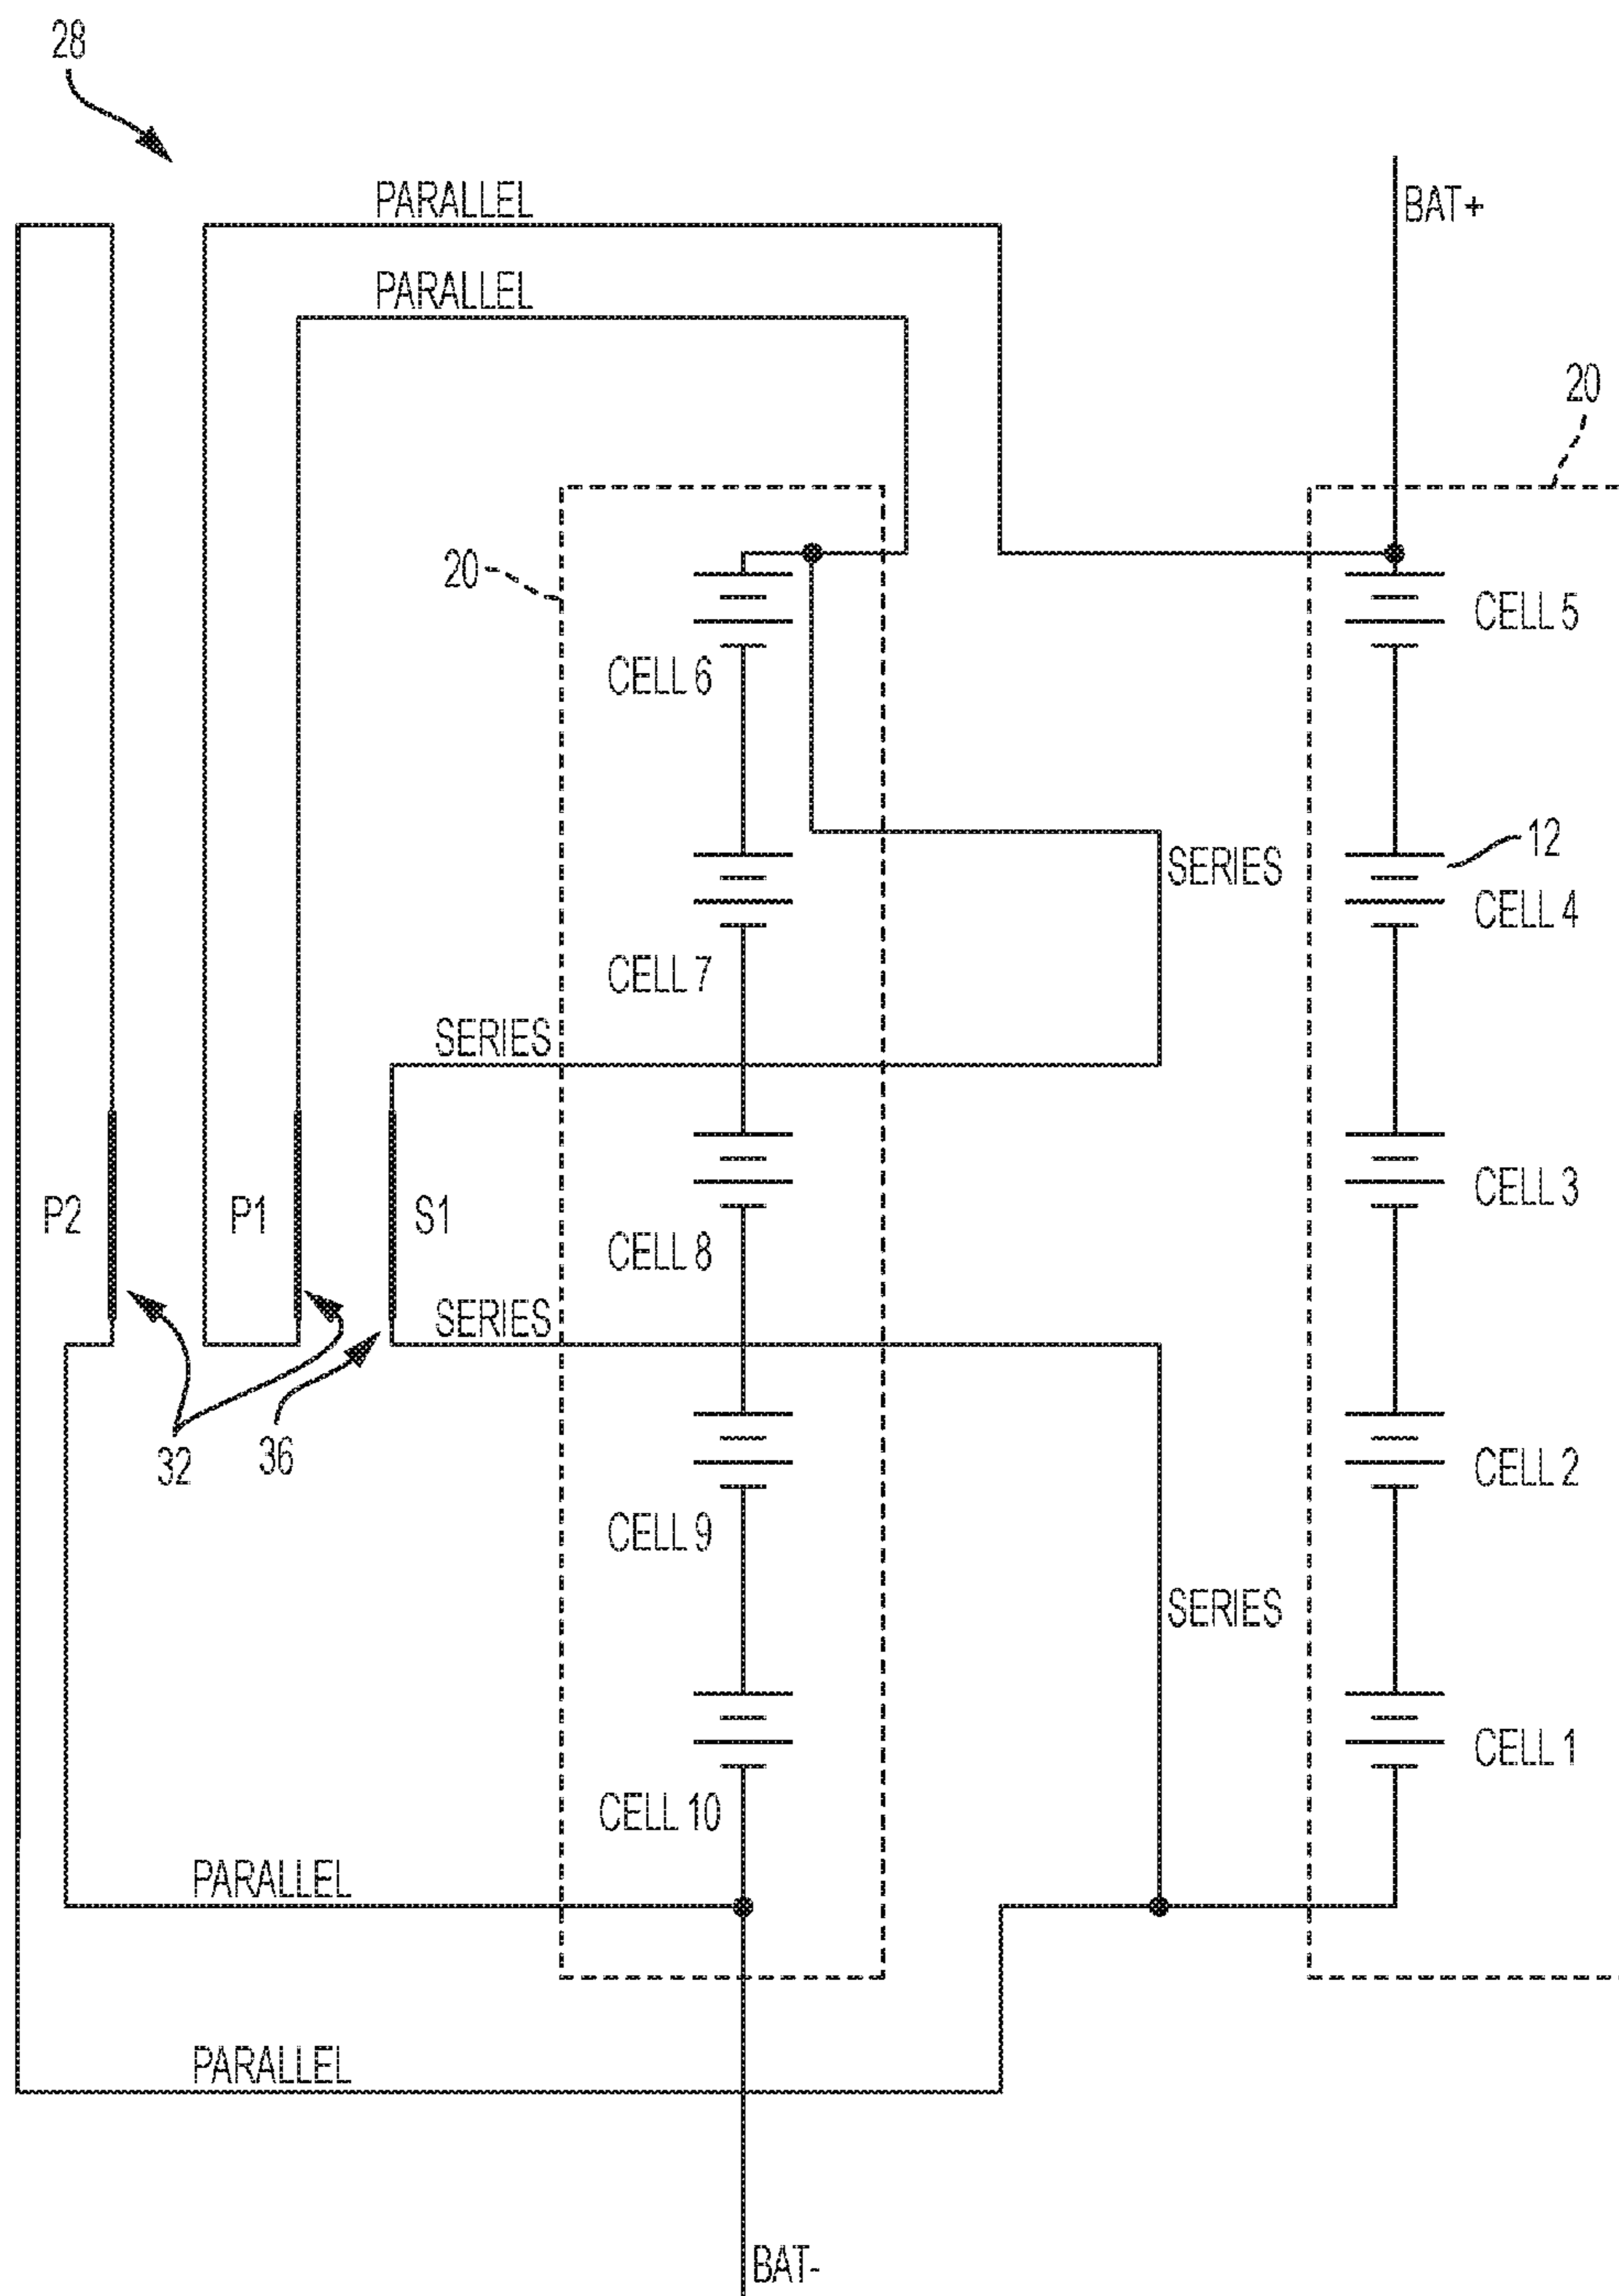 28
PARALLEL
BAT+
PARALLEL
20
20
CELL 5
CELL 6
12
SERIES
CELL 4
CELL 7
SERIES
P2
P1
S1
CELL 3
CELL 8
SERIES
32
36
CELL 2
CELL 9
SERIES
CELL 1
CELL 10
PARALLEL
PARALLEL
BAT-